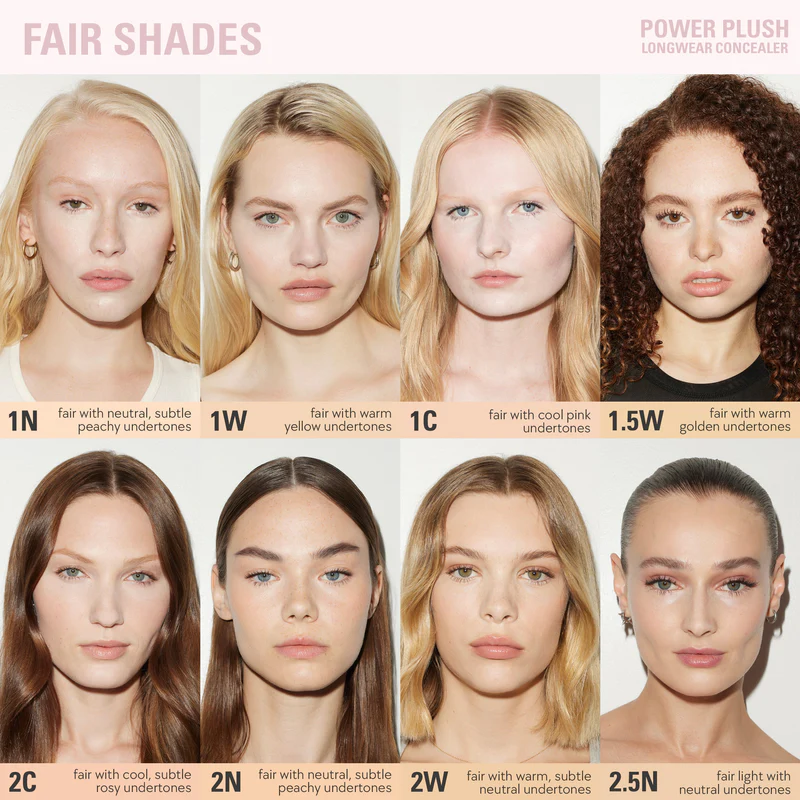 FAIR SHADES
POWER PLUSH
LONGWEAR CONCEALER
1N
fair with neutral, subtle
peachy undertones
1W
fair with warm
yellow undertones
1C
fair with cool pink
undertones
1.5W
fair with warm
golden undertones
2C
fair with cool, subtle
rosy undertones
2N
fair with neutral, subtle
peachy undertones
2W
fair with warm, subtle
neutral undertones
2.5N
fair light with
neutral undertones